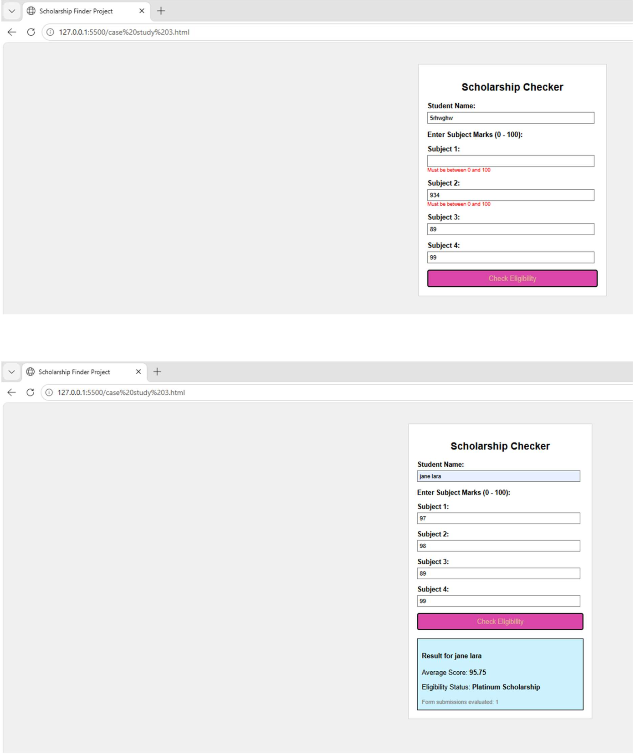 Scholarship Finder Project
127.0.0.1:5500/case%20study%203.html
Scholarship Checker
Student Name:
5rhwghw
Enter Subject Marks (0 - 100):
Subject 1:
Must be between 0 and 100
Subject 2:
934
Must be between 0 and 100
Subject 3:
89
Subject 4:
99
Check Eligibility
Scholarship Finder Project
127.0.0.1:5500/case%20study%203.html
Scholarship Checker
Student Name:
jane lara
Enter Subject Marks (0 - 100):
Subject 1:
97
Subject 2:
98
Subject 3:
89
Subject 4:
99
Check Eligibility
Result for jane lara
Average Score: 95.75
Eligibility Status: Platinum Scholarship
Form submissions evaluated: 1